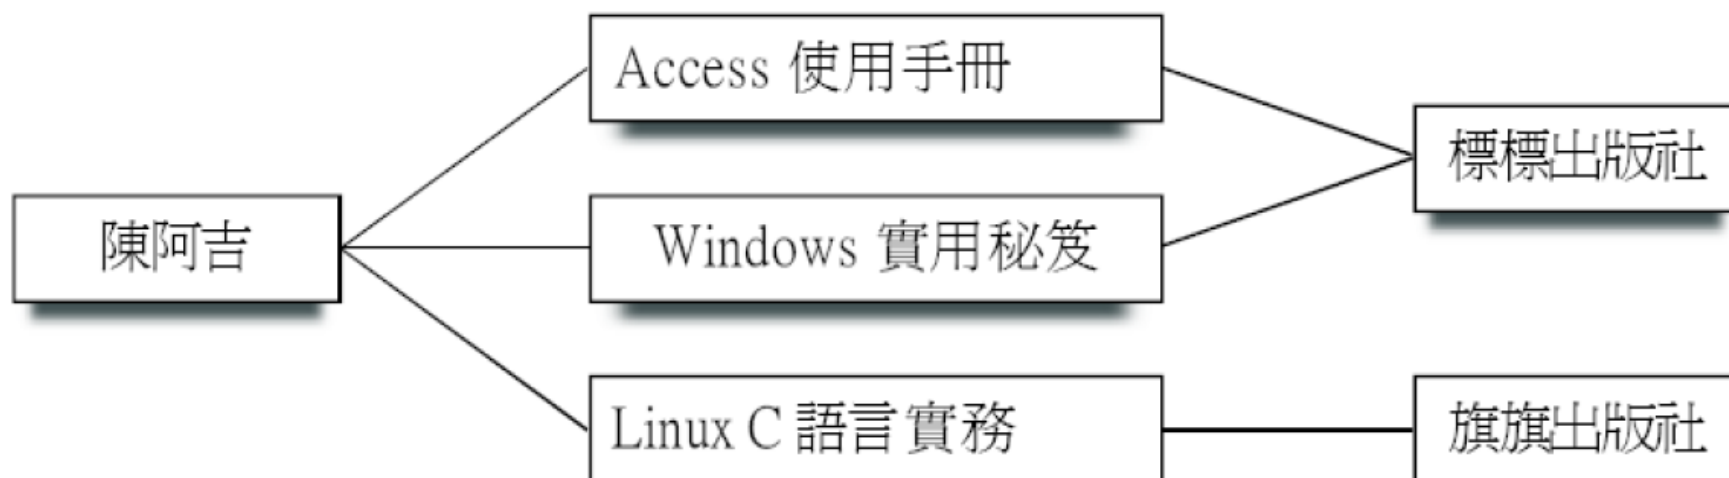 Access 使用手冊
標標出版社
陳阿吉
Windows 實用秘笈
Linux C 語言實務
旗旗出版社